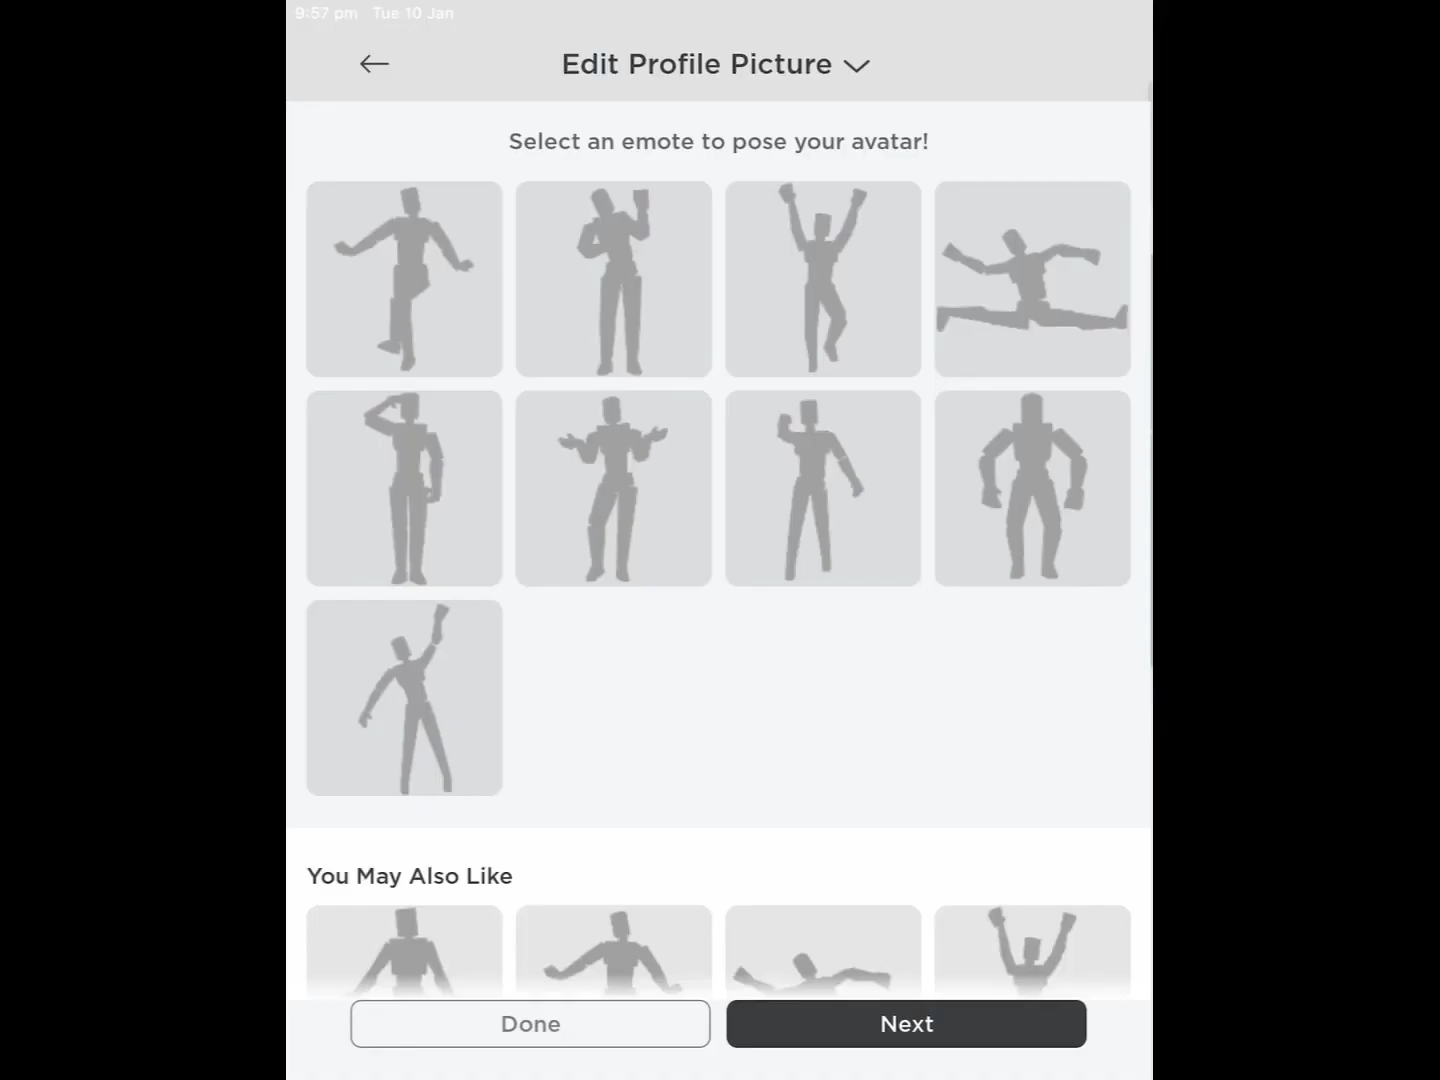 9:57 pm Tue 10 Jan
Edit Profile Picture
Select an emote to pose your avatar!
You May Also Like
Done
Next